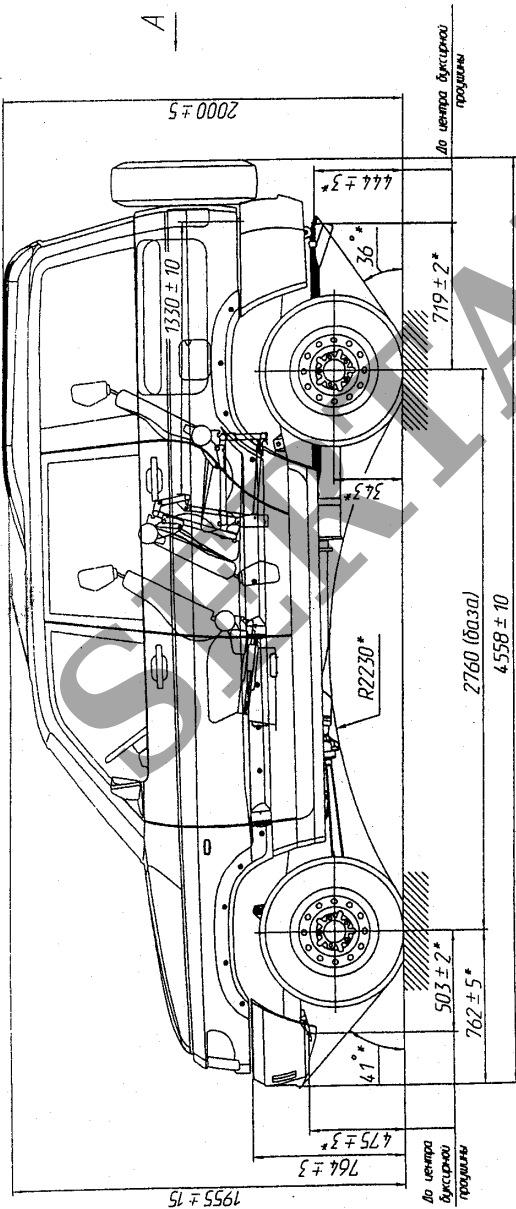 А
2000 ± 5
До центра буксирной
проушины
444 ± 3*
36°*
719 ± 2*
1330 ± 10
343*
R2230*
2760 (база)
4558 ± 10
503 ± 2*
762 ± 5*
41°*
475 ± 3*
764 ± 3
1955 ± 15
До центра
буксирной
проушины
SERTA